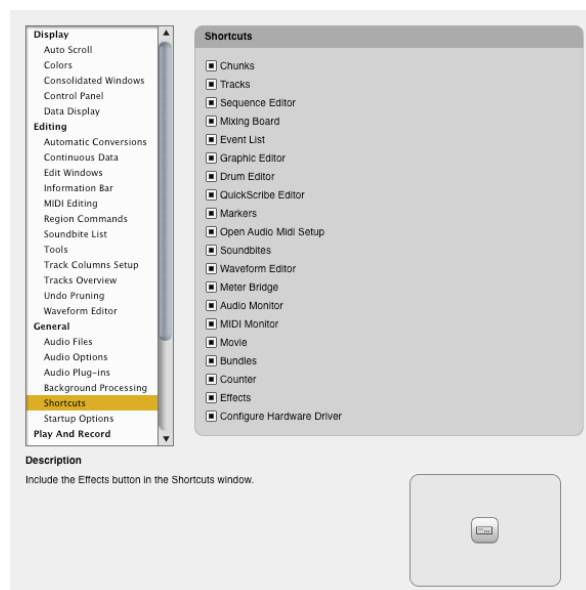 Display
Auto Scroll
Colors
Consolidated Windows
Control Panel
Data Display
Editing
Automatic Conversions
Continuous Data
Edit Windows
Information Bar
MIDI Editing
Region Commands
Soundbite List
Tools
Track Columns Setup
Tracks Overview
Undo Pruning
Waveform Editor
General
Audio Files
Audio Options
Audio Plug-ins
Background Processing
Shortcuts
Startup Options
Play And Record
Shortcuts
Chunks
Tracks
Sequence Editor
Mixing Board
Event List
Graphic Editor
Drum Editor
QuickScribe Editor
Markers
Open Audio Midi Setup
Soundbites
Waveform Editor
Meter Bridge
Audio Monitor
MIDI Monitor
Movie
Bundles
Counter
Effects
Configure Hardware Driver
Description
Include the Effects button in the Shortcuts window.